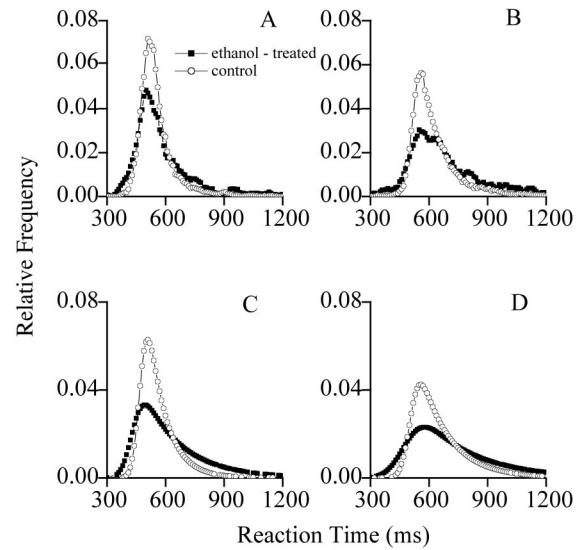 A
B
0.08
ethanol - treated
control
0.08
0.06
0.06
0.04
0.04
0.02
0.02
0.00
0.00
300 600 900 1200
300 600 900 1200
Relative Frequency
C
D
0.08
0.08
0.04
0.04
0.00
0.00
300 600 900 1200
300 600 900 1200
Reaction Time (ms)